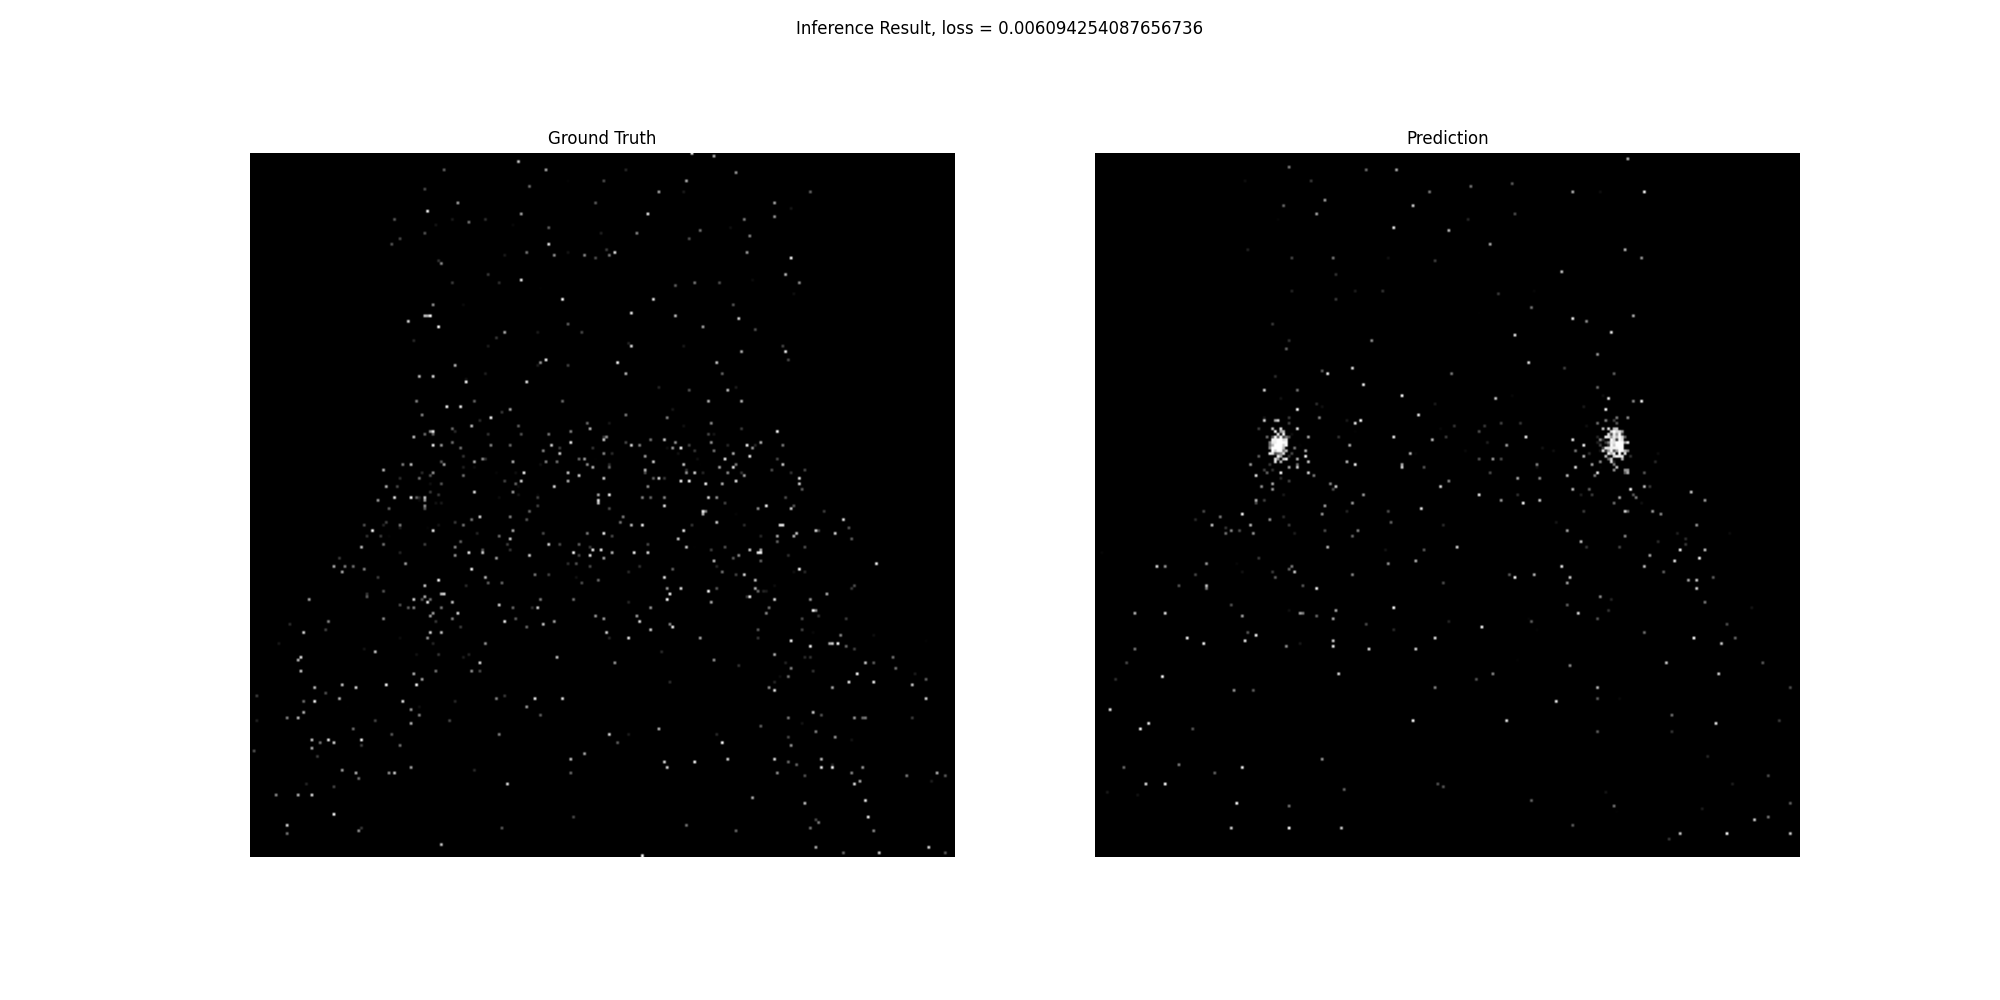 Inference Result, loss = 0.006094254087656736
Ground Truth
Prediction